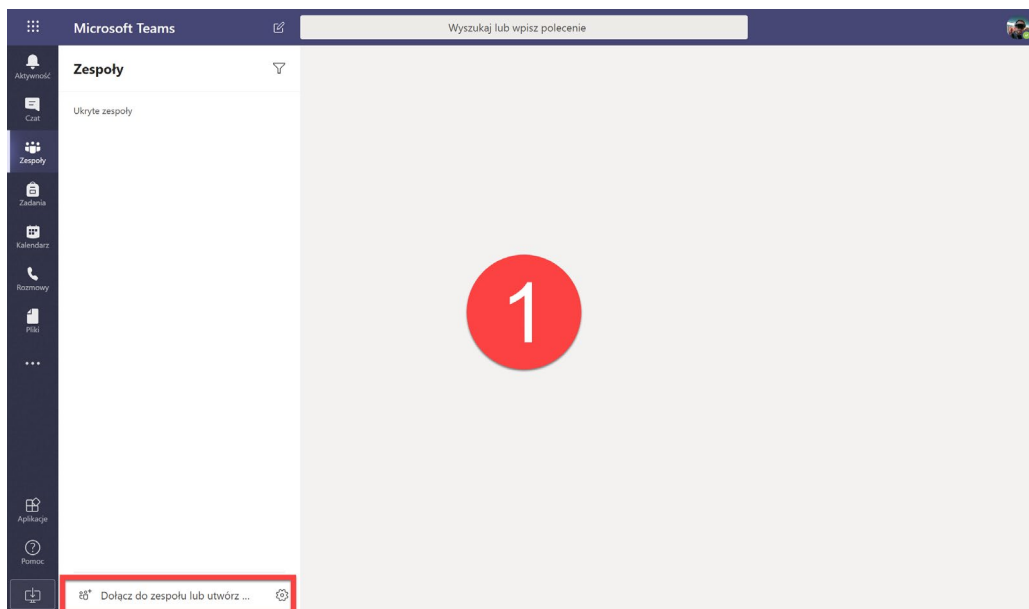 Microsoft Teams
Wyszukaj lub wpisz polecenie
Aktywność
Czat
Zespoły
Zadania
Kalendarz
Rozmowy
Pliki
Aplikacje
Pomoc
Zespoły
Ukryte zespoły
1
Dołącz do zespołu lub utwórz ...